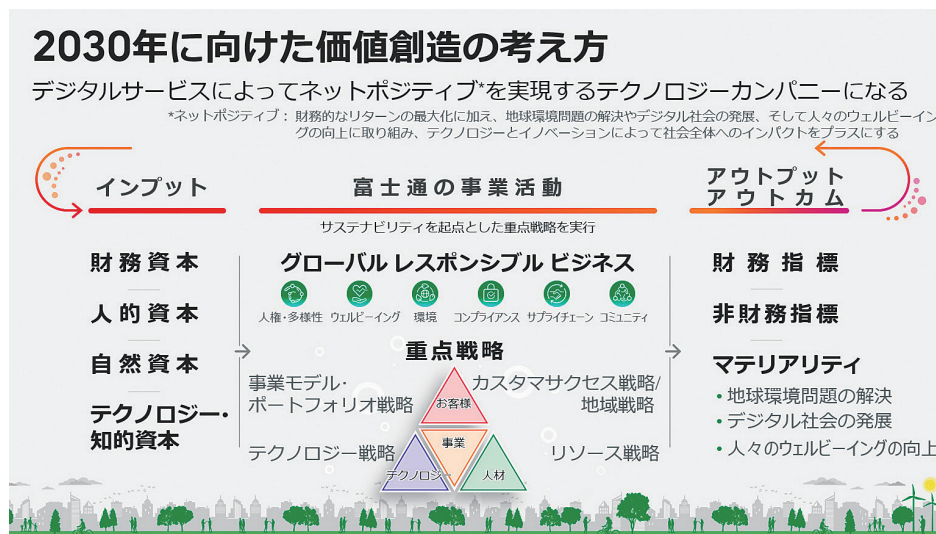 2030年に向けた価値創造の考え方
デジタルサービスによってネットポジティブ*を実現するテクノロジーカンパニーになる
*ネットポジティブ： 財務的なリターンの最大化に加え、地球環境問題の解決やデジタル社会の発展、そして人々のウェルビーイン
グの向上に取り組み、テクノロジーとイノベーションによって社会全体へのインパクトをプラスにする
インプット
財務資本
人的資本
自然資本
テクノロジー・
知的資本
富士通の事業活動
サステナビリティを起点とした重点戦略を実行
グローバル レスポンシブル ビジネス
人権・多様性 ウェルビーイング 環境 コンプライアンス サプライチェーン コミュニティ
重点戦略
事業モデル・
ポートフォリオ戦略
カスタマサクセス戦略/
地域戦略
テクノロジー戦略
リソース戦略
お客様
事業
テクノロジー
人材
アウトプット
アウトカム
財務指標
非財務指標
マテリアリティ
・地球環境問題の解決
・デジタル社会の発展
・人々のウェルビーイングの向上